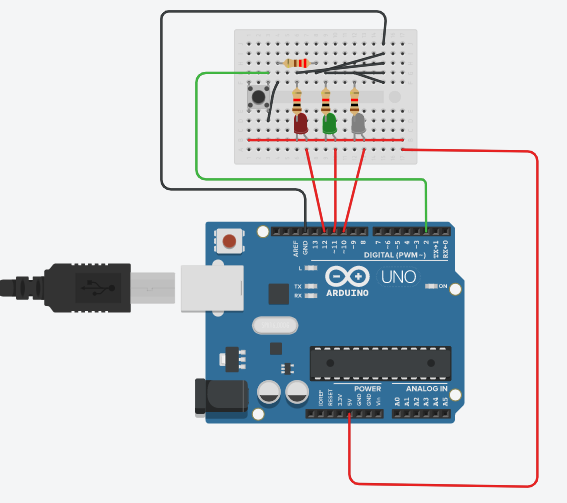 AREF
GND
13
12
~11
~10
~9
8
7
~6
~5
4
~3
2
TX→1
RX←0
DIGITAL (PWM~)
L
TX
RX
UNO
ARDUINO
ON
POWER
ANALOG IN
IOREF
RESET
3.3V
5V
GND
GND
Vin
A0
A1
A2
A3
A4
A5